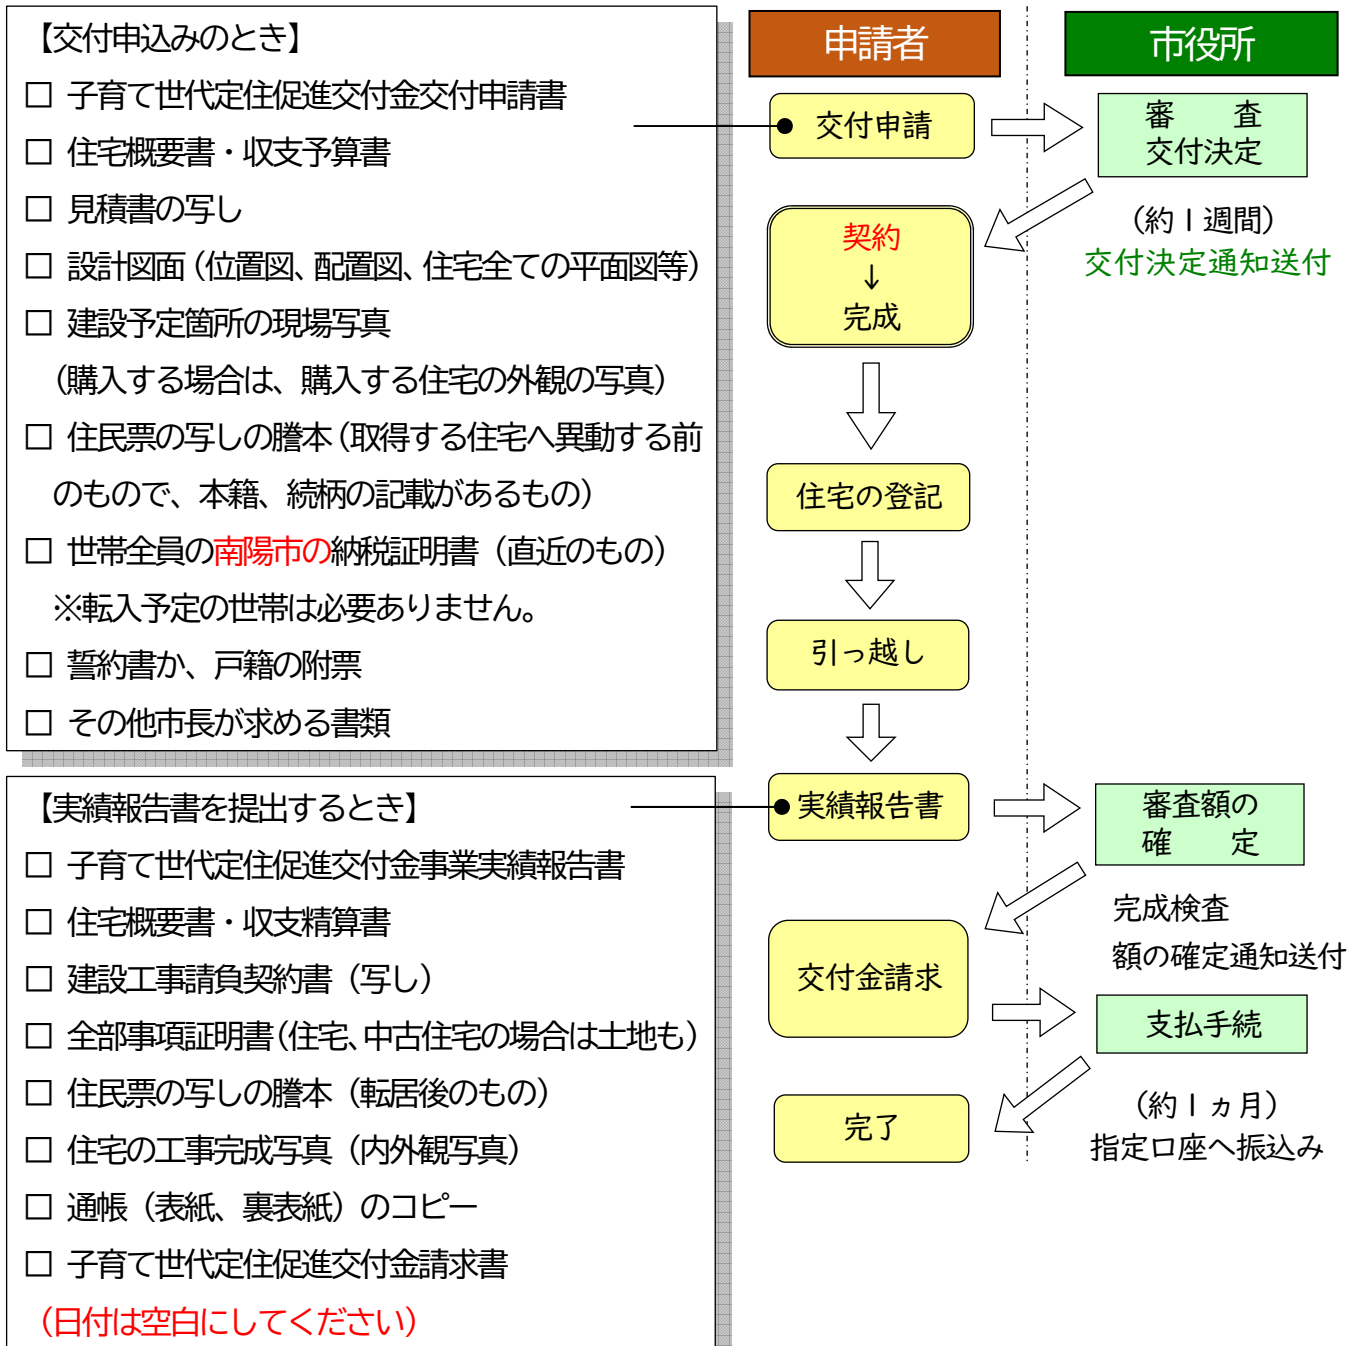 【交付申込みのとき】
□ 子育て世代定住促進交付金交付申請書
□ 住宅概要書・収支予算書
□ 見積書の写し
□ 設計図面（位置図、配置図、住宅全ての平面図等）
□ 建設予定箇所の現場写真
（購入する場合は、購入する住宅の外観の写真）
□ 住民票の写しの謄本（取得する住宅へ異動する前
のもので、本籍、続柄の記載があるもの）
□ 世帯全員の南陽市の納税証明書（直近のもの）
※転入予定の世帯は必要ありません。
□ 誓約書か、戸籍の附票
□ その他市長が求める書類
【実績報告書を提出するとき】
□ 子育て世代定住促進交付金事業実績報告書
□ 住宅概要書・収支精算書
□ 建設工事請負契約書（写し）
□ 全部事項証明書（住宅、中古住宅の場合は土地も）
□ 住民票の写しの謄本（転居後のもの）
□ 住宅の工事完成写真（内外観写真）
□ 通帳（表紙、裏表紙）のコピー
□ 子育て世代定住促進交付金請求書
（日付は空白にしてください）
申請者
市役所
交付申請
審　査
交付決定
（約１週間）
交付決定通知送付
契約
↓
完成
住宅の登記
引っ越し
実績報告書
審査額の
確　定
完成検査
額の確定通知送付
交付金請求
支払手続
（約１ヵ月）
指定口座へ振込み
完了